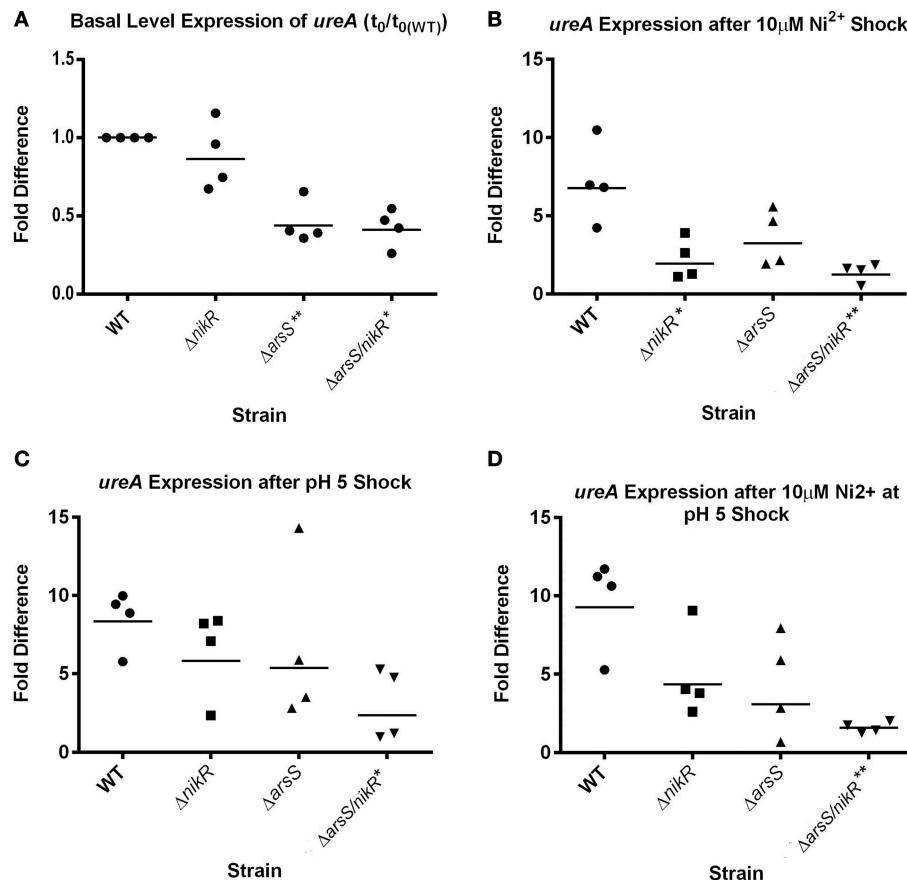 A
Basal Level Expression of ureA (t0/t0(WT))
Fold Difference
1.5
1.0
0.5
0.0
WT
ΔnikR
ΔarsS**
ΔarsS/nikR*
Strain
B
ureA Expression after 10μM Ni2+ Shock
Fold Difference
15
10
5
0
WT
ΔnikR*
ΔarsS
ΔarsS/nikR**
Strain
C
ureA Expression after pH 5 Shock
Fold Difference
15
10
5
0
WT
ΔnikR
ΔarsS
ΔarsS/nikR*
Strain
D
ureA Expression after 10μM Ni2+ at
pH 5 Shock
Fold Difference
15
10
5
0
WT
ΔnikR
ΔarsS
ΔarsS/nikR**
Strain